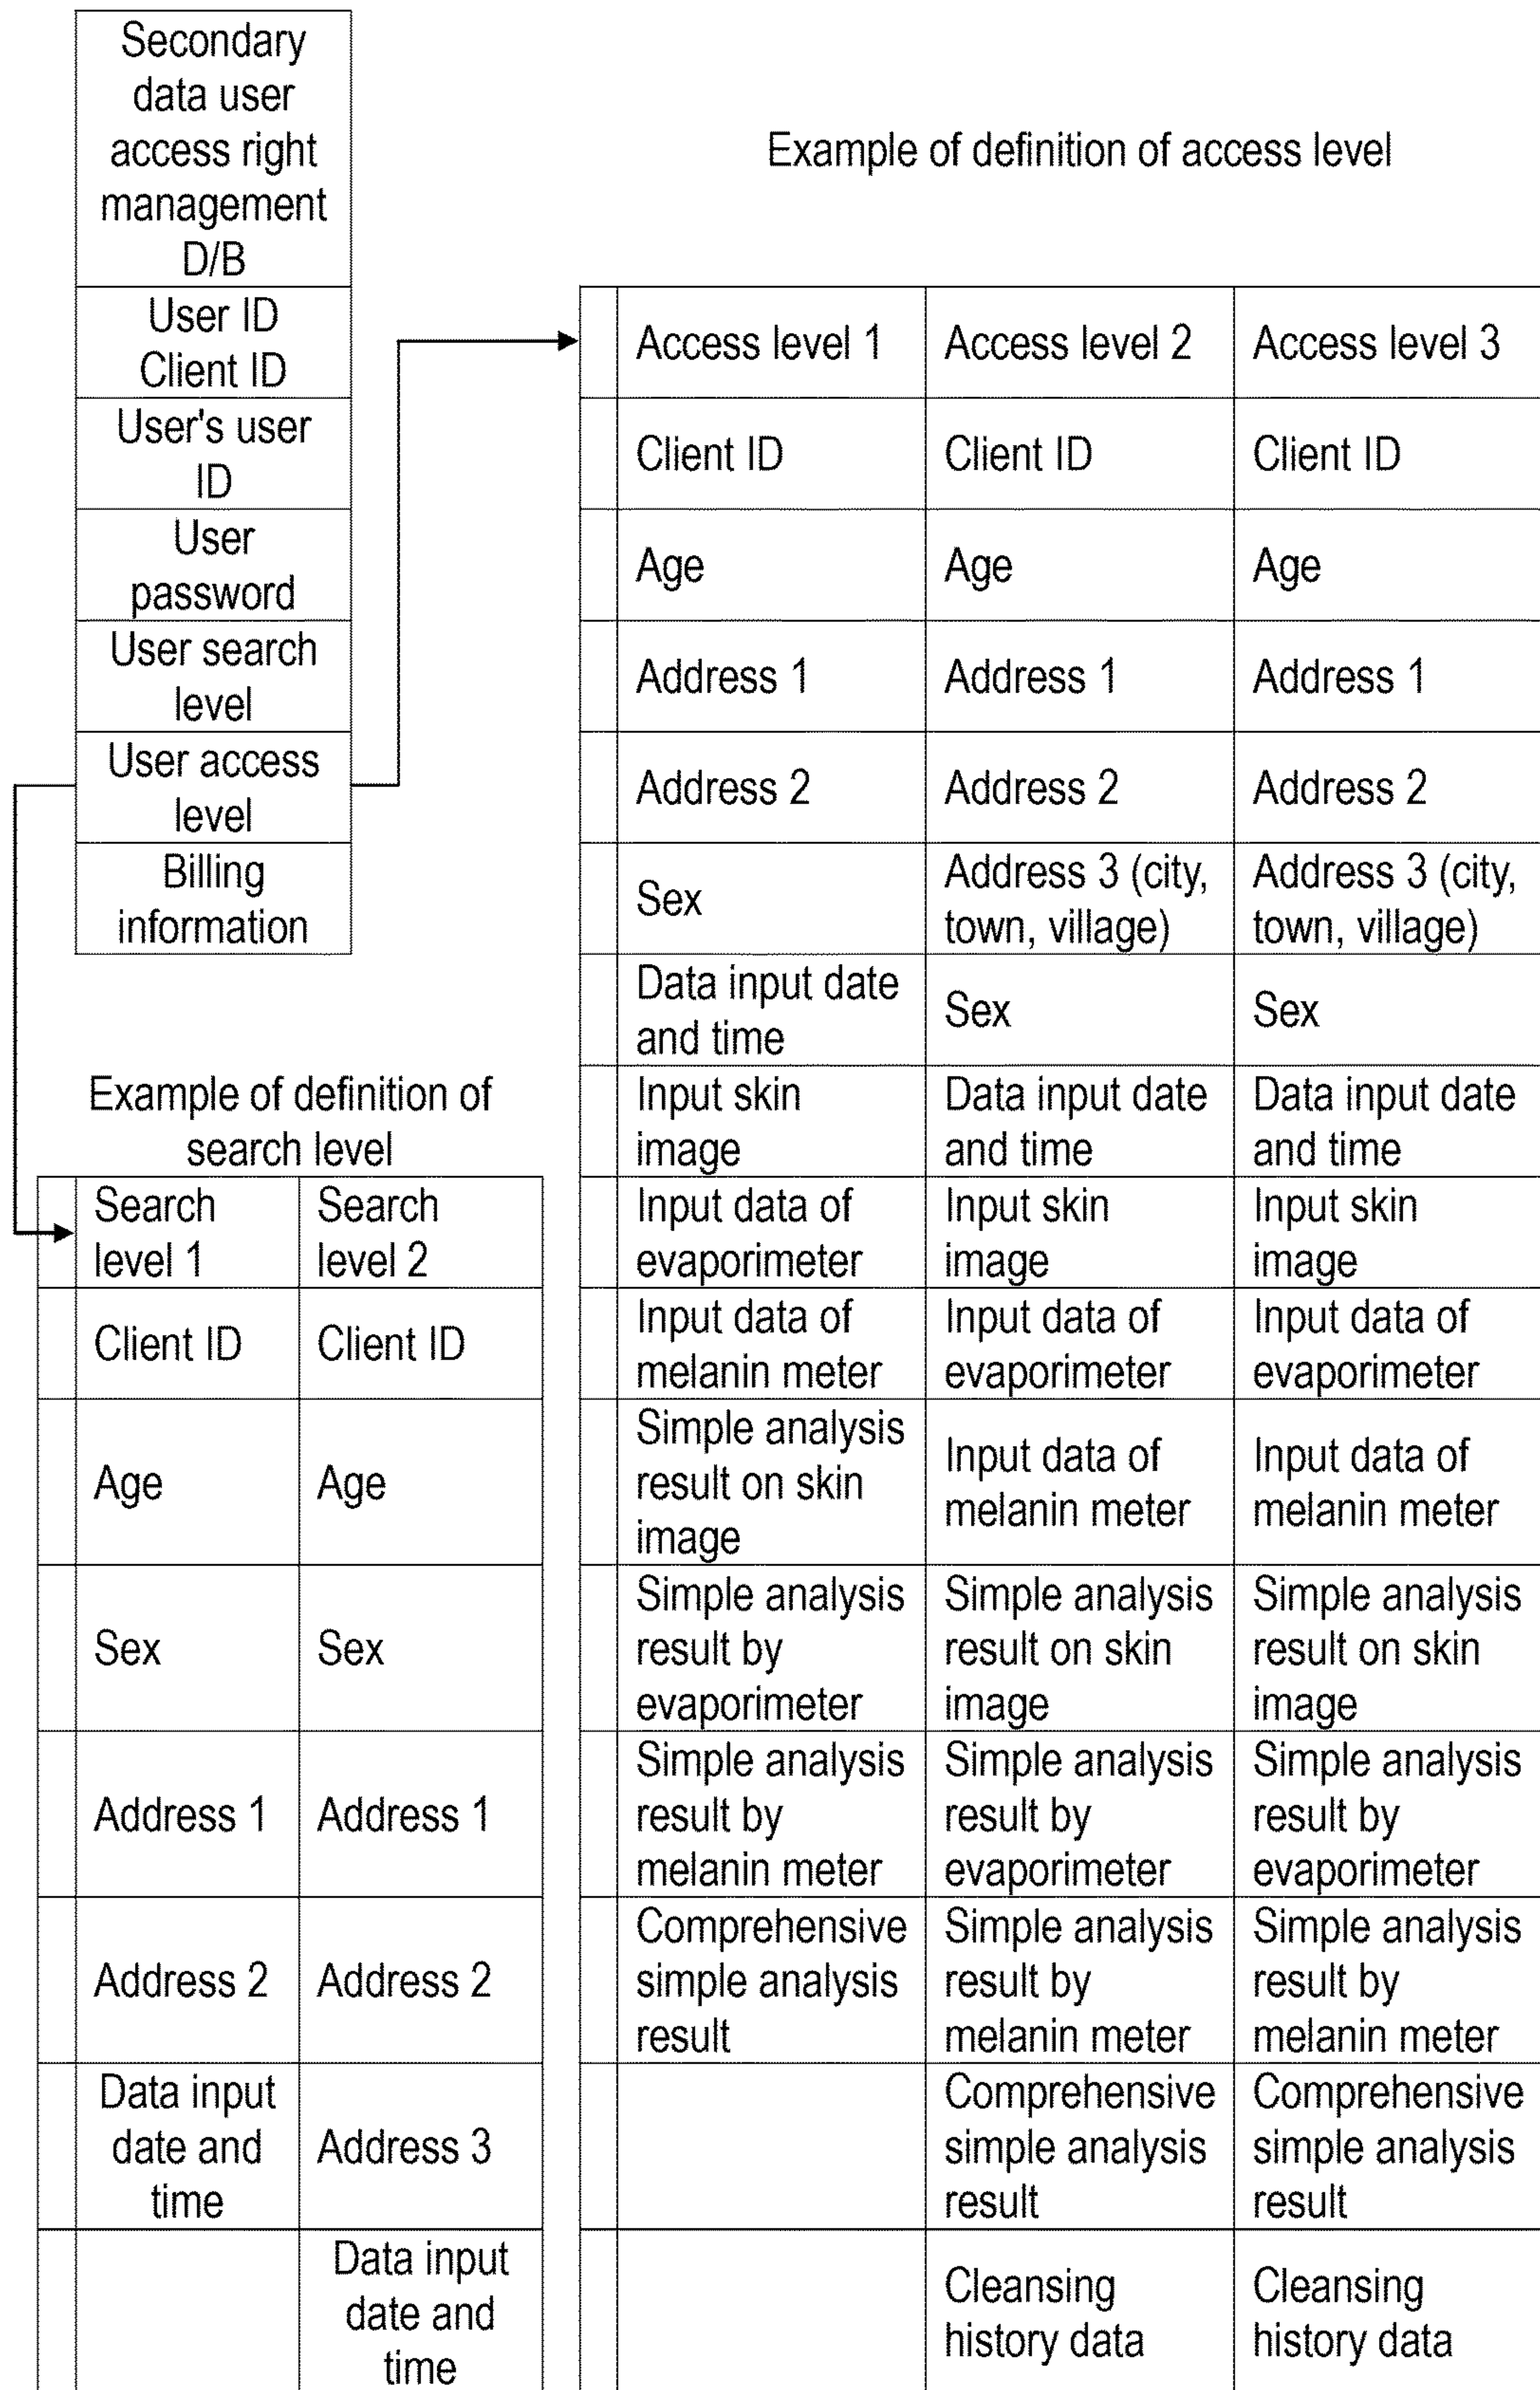 Secondary
data user
access right
management
D/B
User ID
Client ID
User's user
ID
User
password
User search
level
User access
level
Billing
information
Example of definition of access level
Access level 1
Access level 2
Access level 3
Client ID
Client ID
Client ID
Age
Age
Age
Address 1
Address 1
Address 1
Address 2
Address 2
Address 2
Sex
Address 3 (city,
town, village)
Address 3 (city,
town, village)
Data input date
and time
Sex
Sex
Input skin
image
Data input date
and time
Data input date
and time
Input data of
evaporimeter
Input skin
image
Input skin
image
Input data of
melanin meter
Input data of
evaporimeter
Input data of
evaporimeter
Simple analysis
result on skin
image
Input data of
melanin meter
Input data of
melanin meter
Simple analysis
result by
evaporimeter
Simple analysis
result on skin
image
Simple analysis
result on skin
image
Simple analysis
result by
melanin meter
Simple analysis
result by
evaporimeter
Simple analysis
result by
evaporimeter
Comprehensive
simple analysis
result
Simple analysis
result by
melanin meter
Simple analysis
result by
melanin meter
Comprehensive
simple analysis
result
Comprehensive
simple analysis
result
Cleansing
history data
Cleansing
history data
Example of definition of
search level
Search
level 1
Search
level 2
Client ID
Client ID
Age
Age
Sex
Sex
Address 1
Address 1
Address 2
Address 2
Data input
date and
time
Address 3
Data input
date and
time